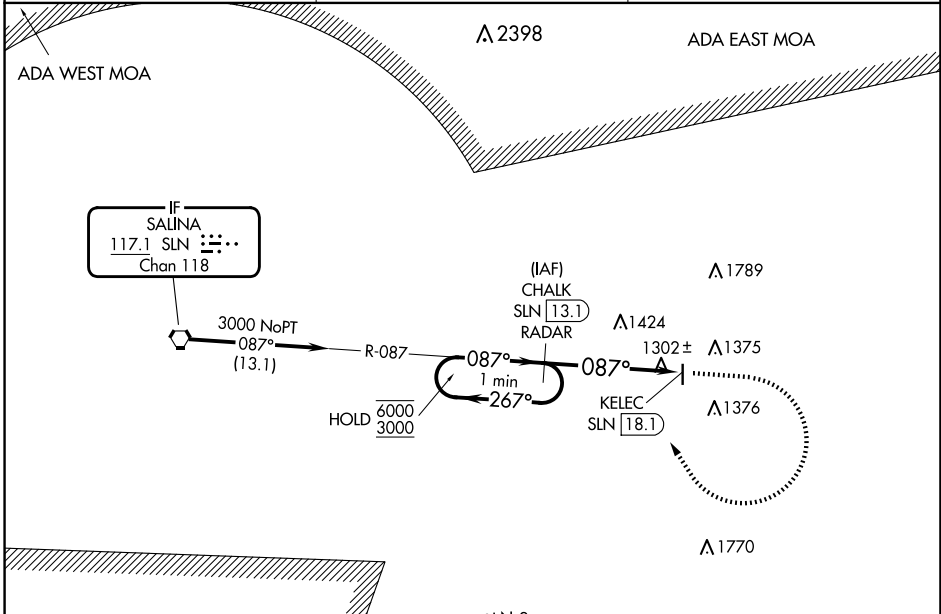 2398
ADA EAST MOA
ADA WEST MOA
IF
SALINA
117.1 SLN
Chan 118
(IAF)
CHALK
SLN 13.1
RADAR
1789
1424
3000 NoPT
087°
(13.1)
R-087
087°
1 min
267°
087°
1302±
1375
HOLD 6000
3000
KELEC
SLN 18.1
1376
1770